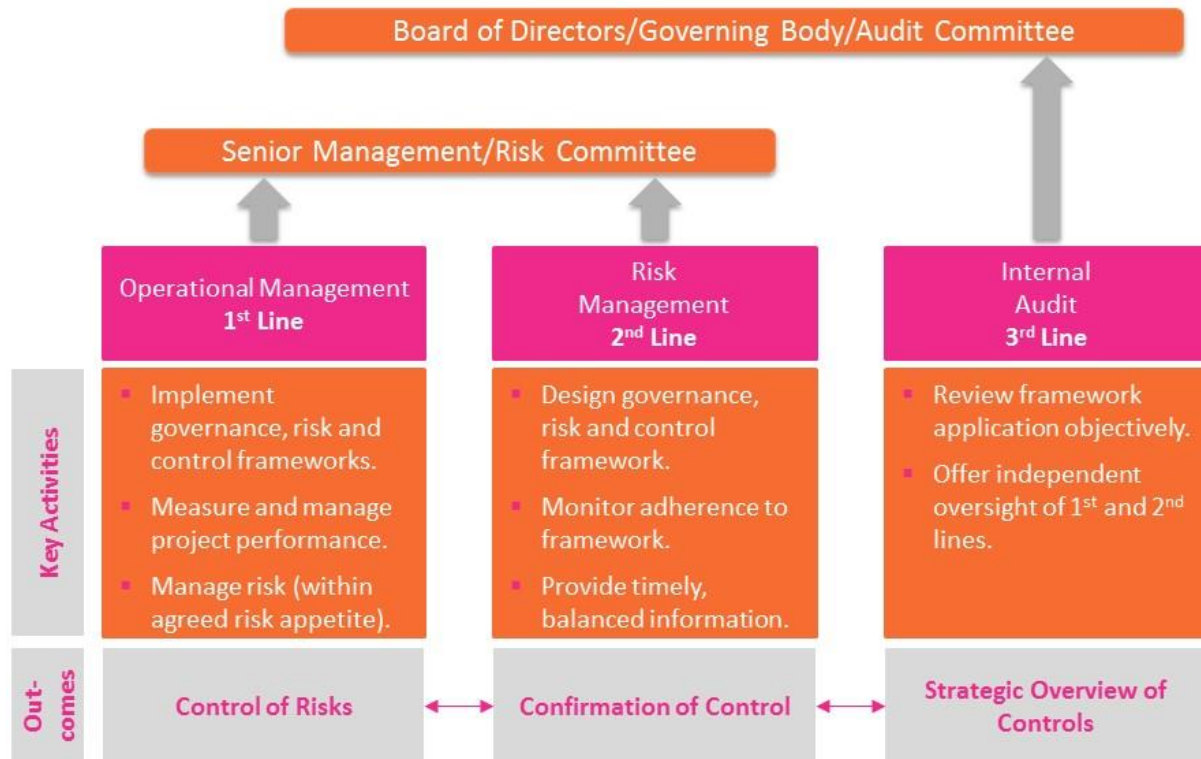 Board of Directors/Governing Body/Audit Committee
Senior Management/Risk Committee
Operational Management
1st Line
Risk
Management
2nd Line
Internal
Audit
3rd Line
Key Activities
▪ Implement
governance, risk and
control frameworks.
▪ Measure and manage
project performance.
▪ Manage risk (within
agreed risk appetite).
▪ Design governance,
risk and control
framework.
▪ Monitor adherence to
framework.
▪ Provide timely,
balanced information.
▪ Review framework
application objectively.
▪ Offer independent
oversight of 1st and 2nd
lines.
Out-
comes
Control of Risks
Confirmation of Control
Strategic Overview of
Controls